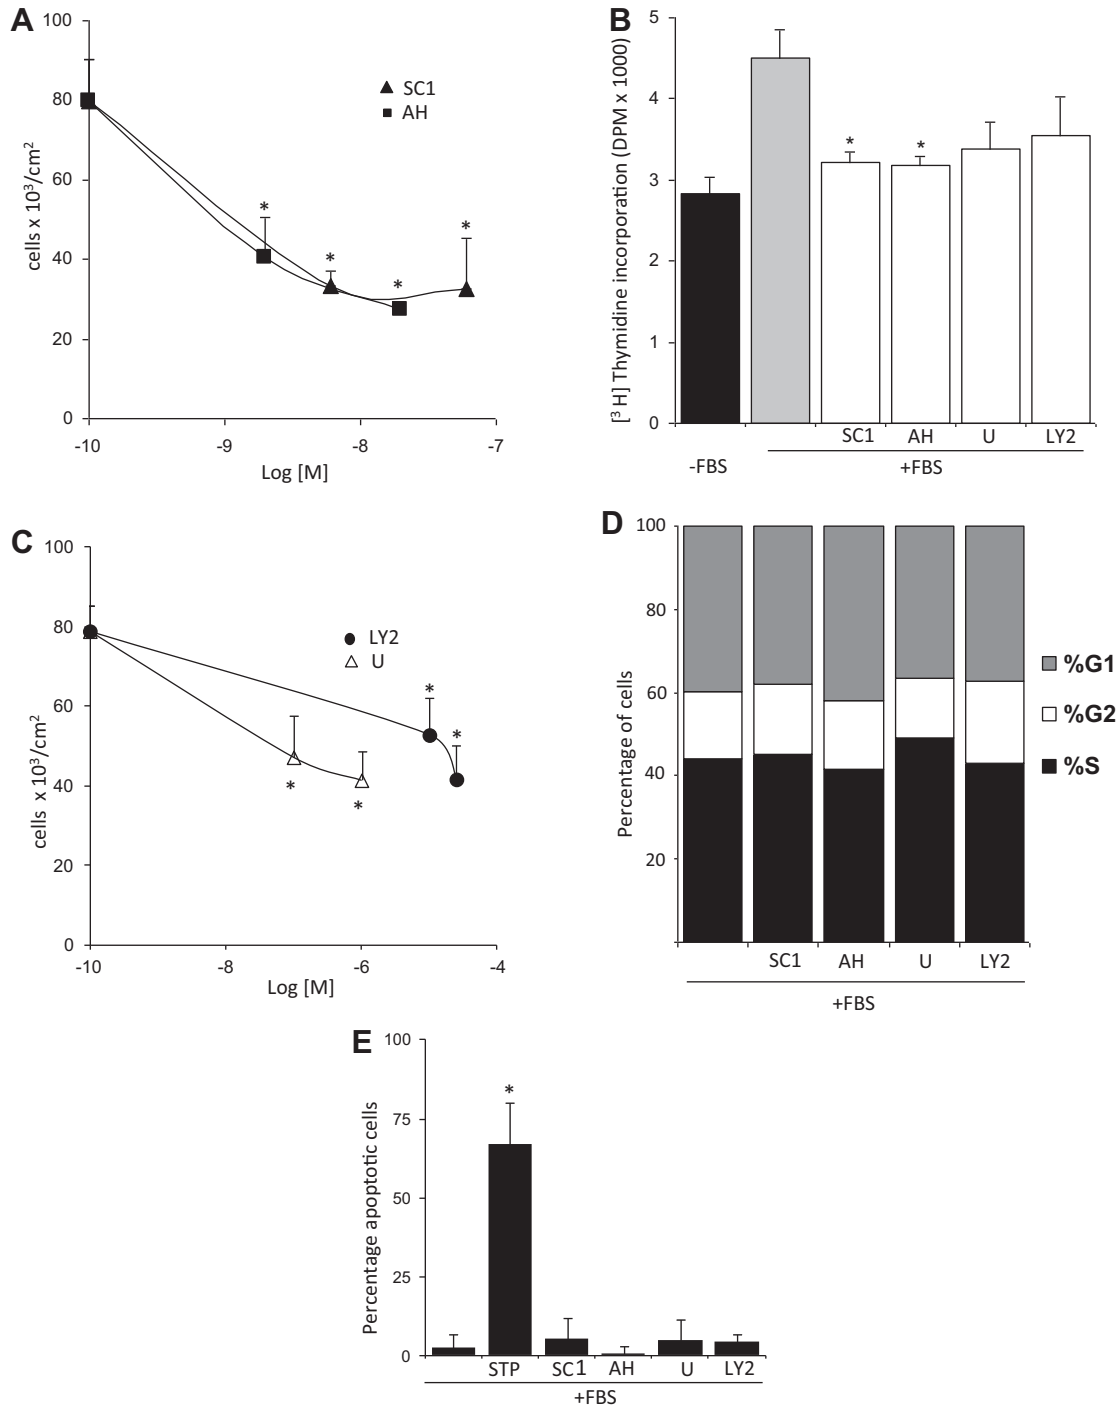 A
100
80
60
40
20
0
-10
-9
-8
-7
cells x 10³/cm²
Log [M]
SC1
AH
*
*
*
*
B
5
4
3
2
1
0
[³ H] Thymidine incorporation (DPM x 1000)
*
*
SC1
AH
U
LY2
-FBS
+FBS
C
100
80
60
40
20
0
-10
-8
-6
-4
cells x 10³/cm²
Log [M]
LY2
U
*
*
*
*
D
100
80
60
40
20
Percentage of cells
SC1
AH
U
LY2
+FBS
%G1
%G2
%S
E
100
75
50
25
0
Percentage apoptotic cells
*
STP
SC1
AH
U
LY2
+FBS